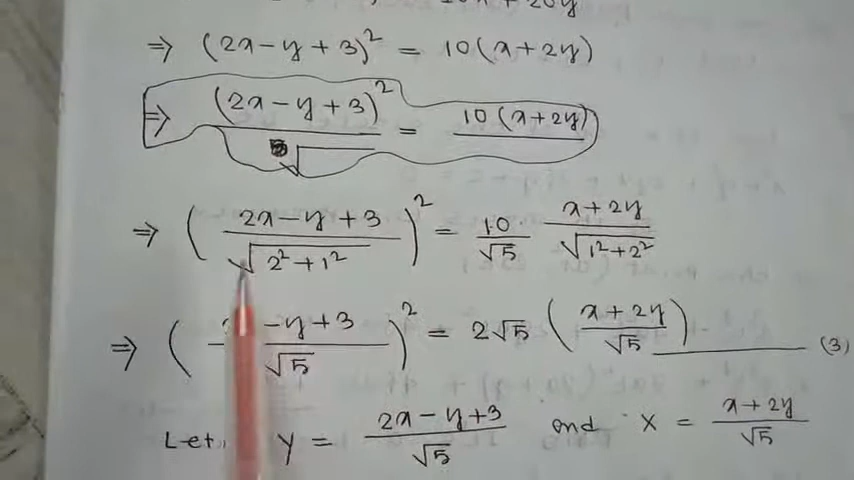 ⇒ (2x - y + 3)² = 10(x + 2y)
⇒ (2x - y + 3)² / √ = 10(x + 2y) /
⇒ ( (2x - y + 3) / √(2² + 1²) )² = 10/√5 · (x + 2y) / √(1² + 2²)
⇒ ( - y + 3 / √5 )² = 2√5 ( (x + 2y) / √5 ) (3)
Let, Y = (2x - y + 3) / √5 and X = (x + 2y) / √5